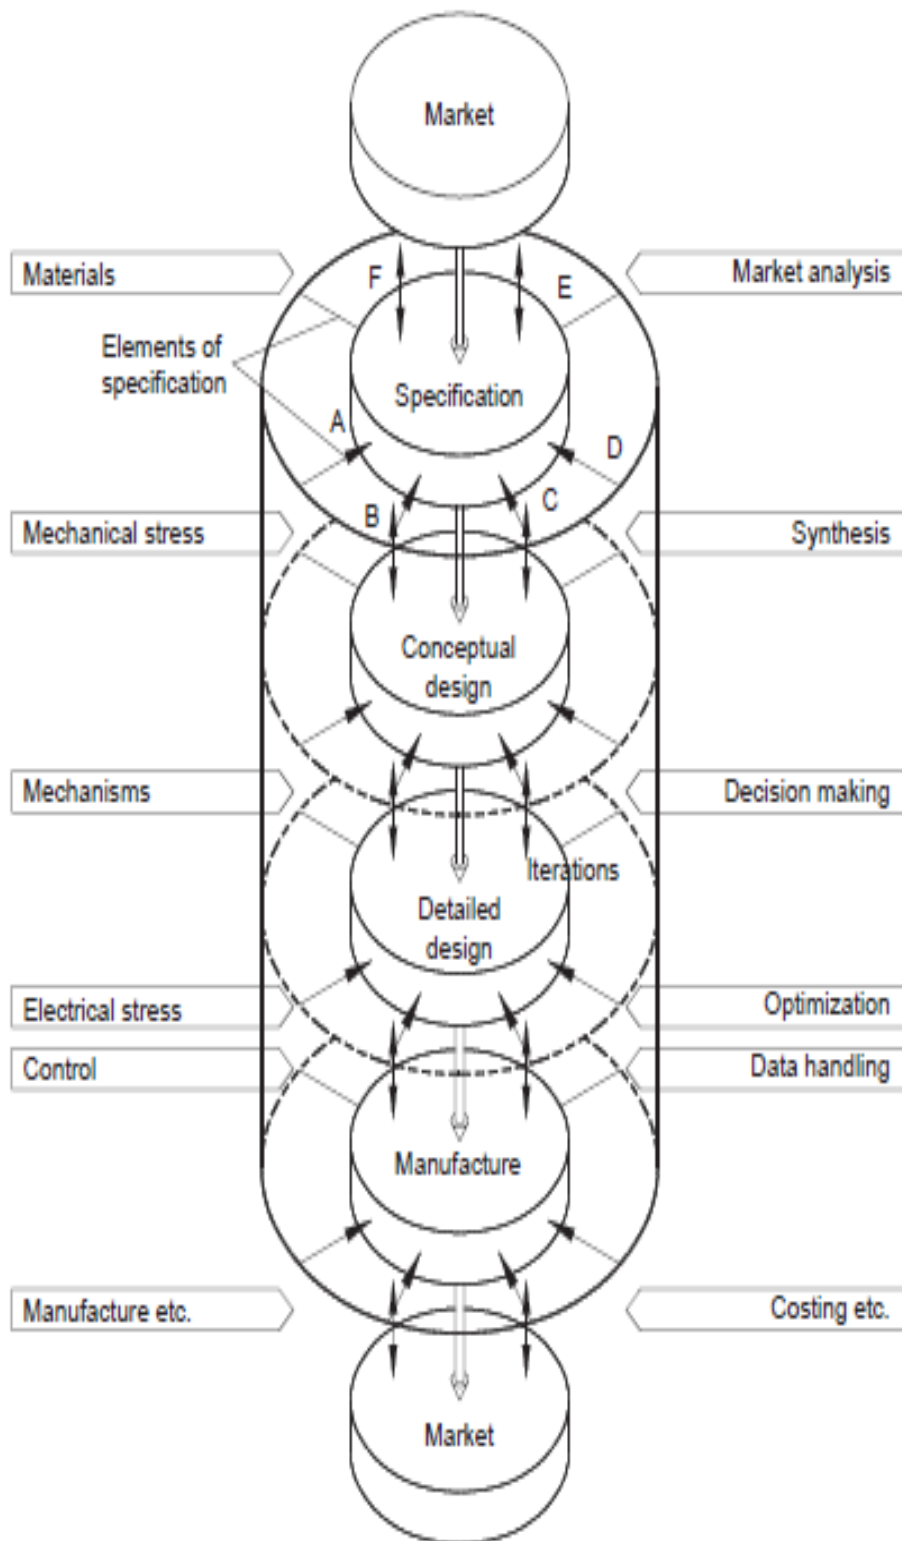 Market
Materials
F
E
Market analysis
Elements of
specification
Specification
A
D
B
C
Mechanical stress
Synthesis
Conceptual
design
Mechanisms
Decision making
Iterations
Detailed
design
Electrical stress
Optimization
Control
Data handling
Manufacture
Manufacture etc.
Costing etc.
Market